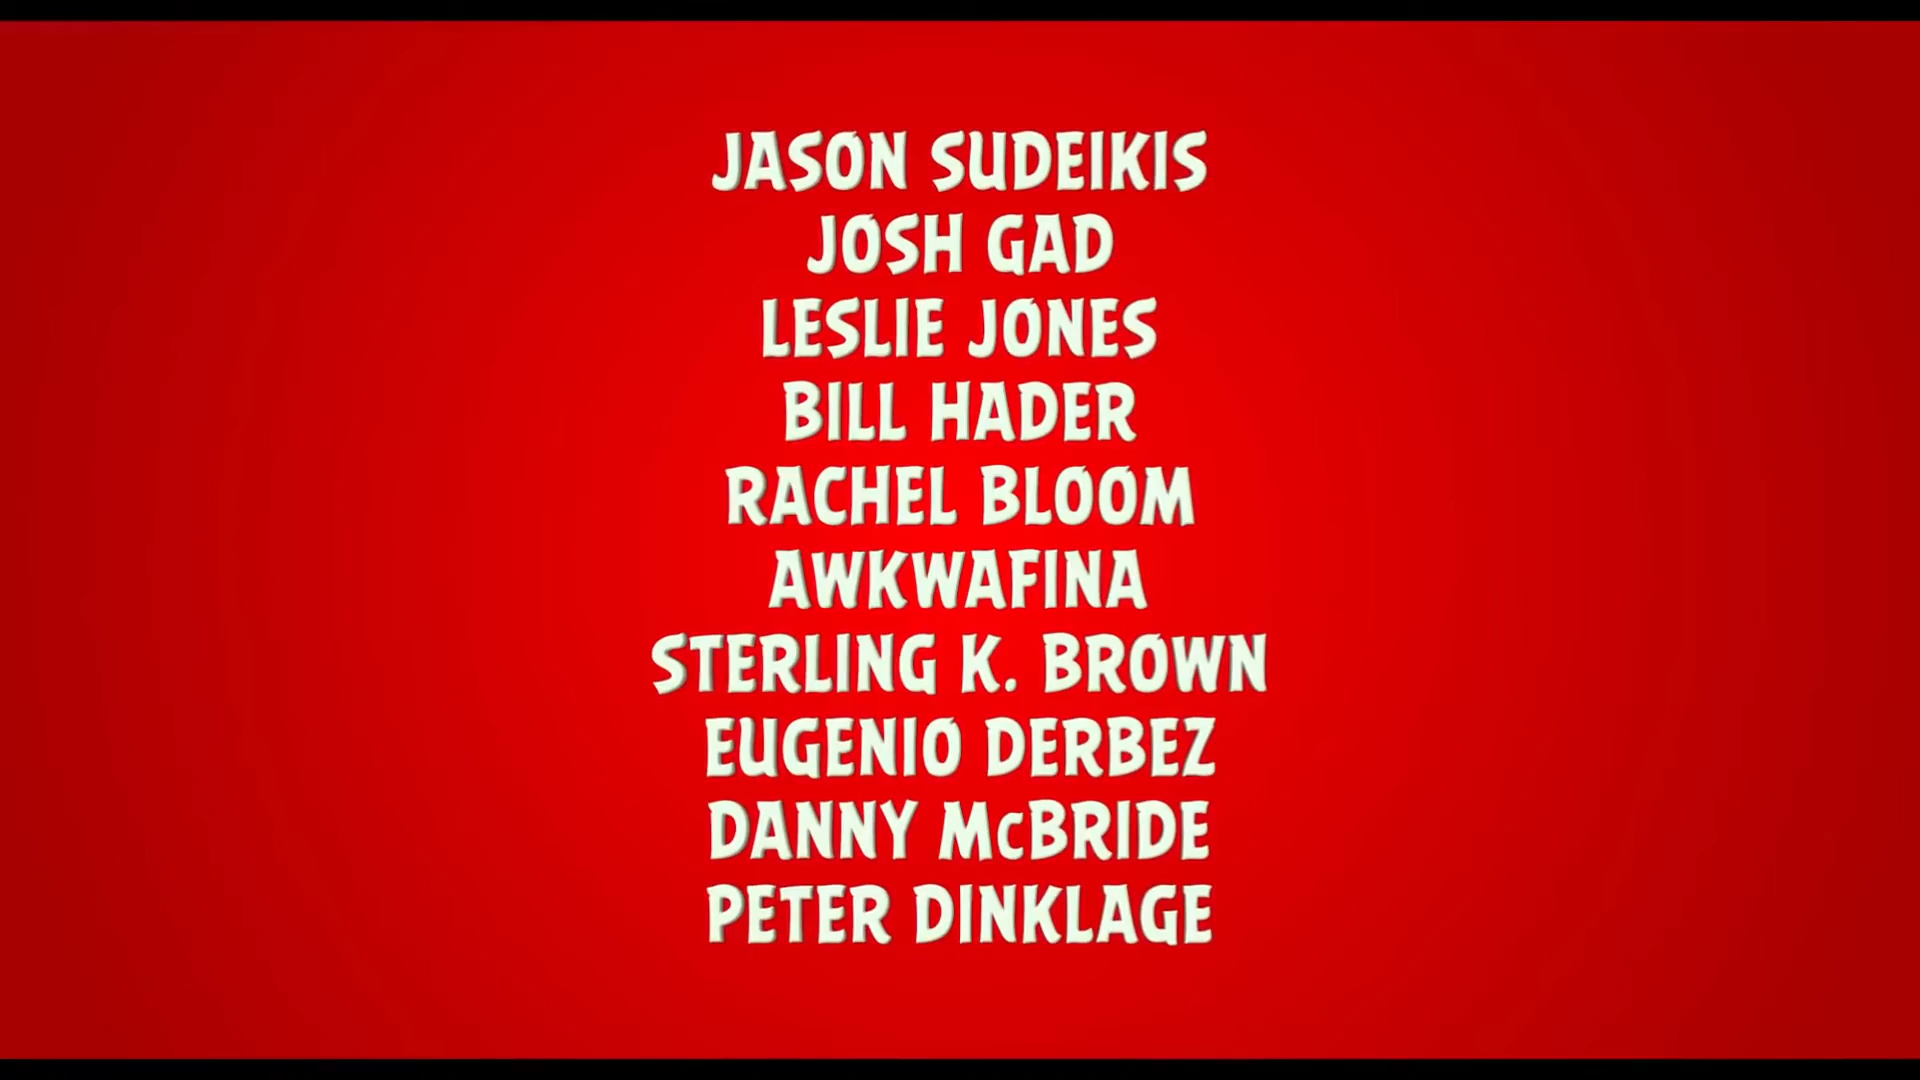 JASON SUDEIKIS
JOSH GAD
LESLIE JONES
BILL HADER
RACHEL BLOOM
AWKWAFINA
STERLING K. BROWN
EUGENIO DERBEZ
DANNY McBRIDE
PETER DINKLAGE